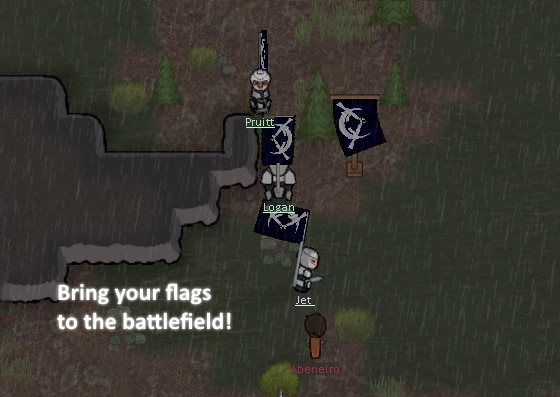 Pruitt
Logan
Jet
Bring your flags
to the battlefield!
Abeneiro